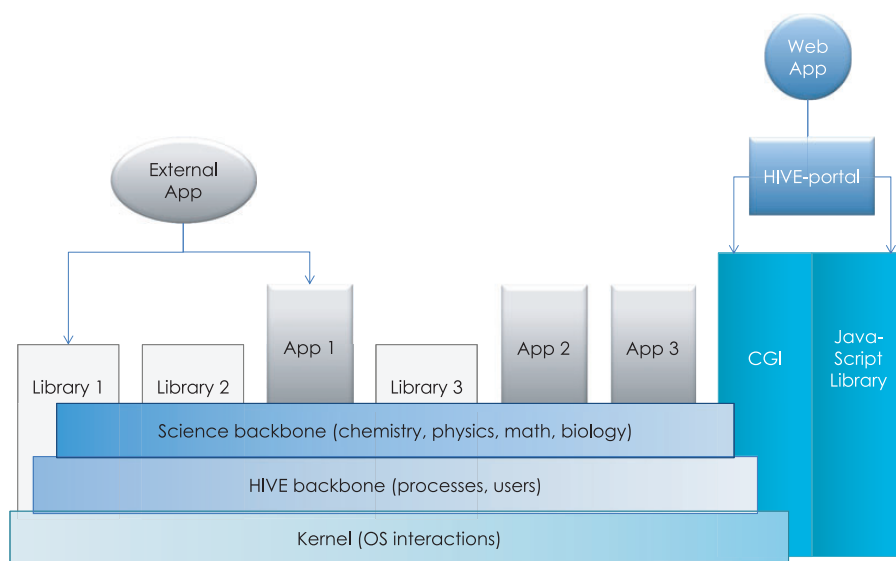 Web
App
External
App
HIVE-portal
App 1
App 2
App 3
CGI
Java-
Script
Library
Library 1
Library 2
Library 3
Science backbone (chemistry, physics, math, biology)
HIVE backbone (processes, users)
Kernel (OS interactions)